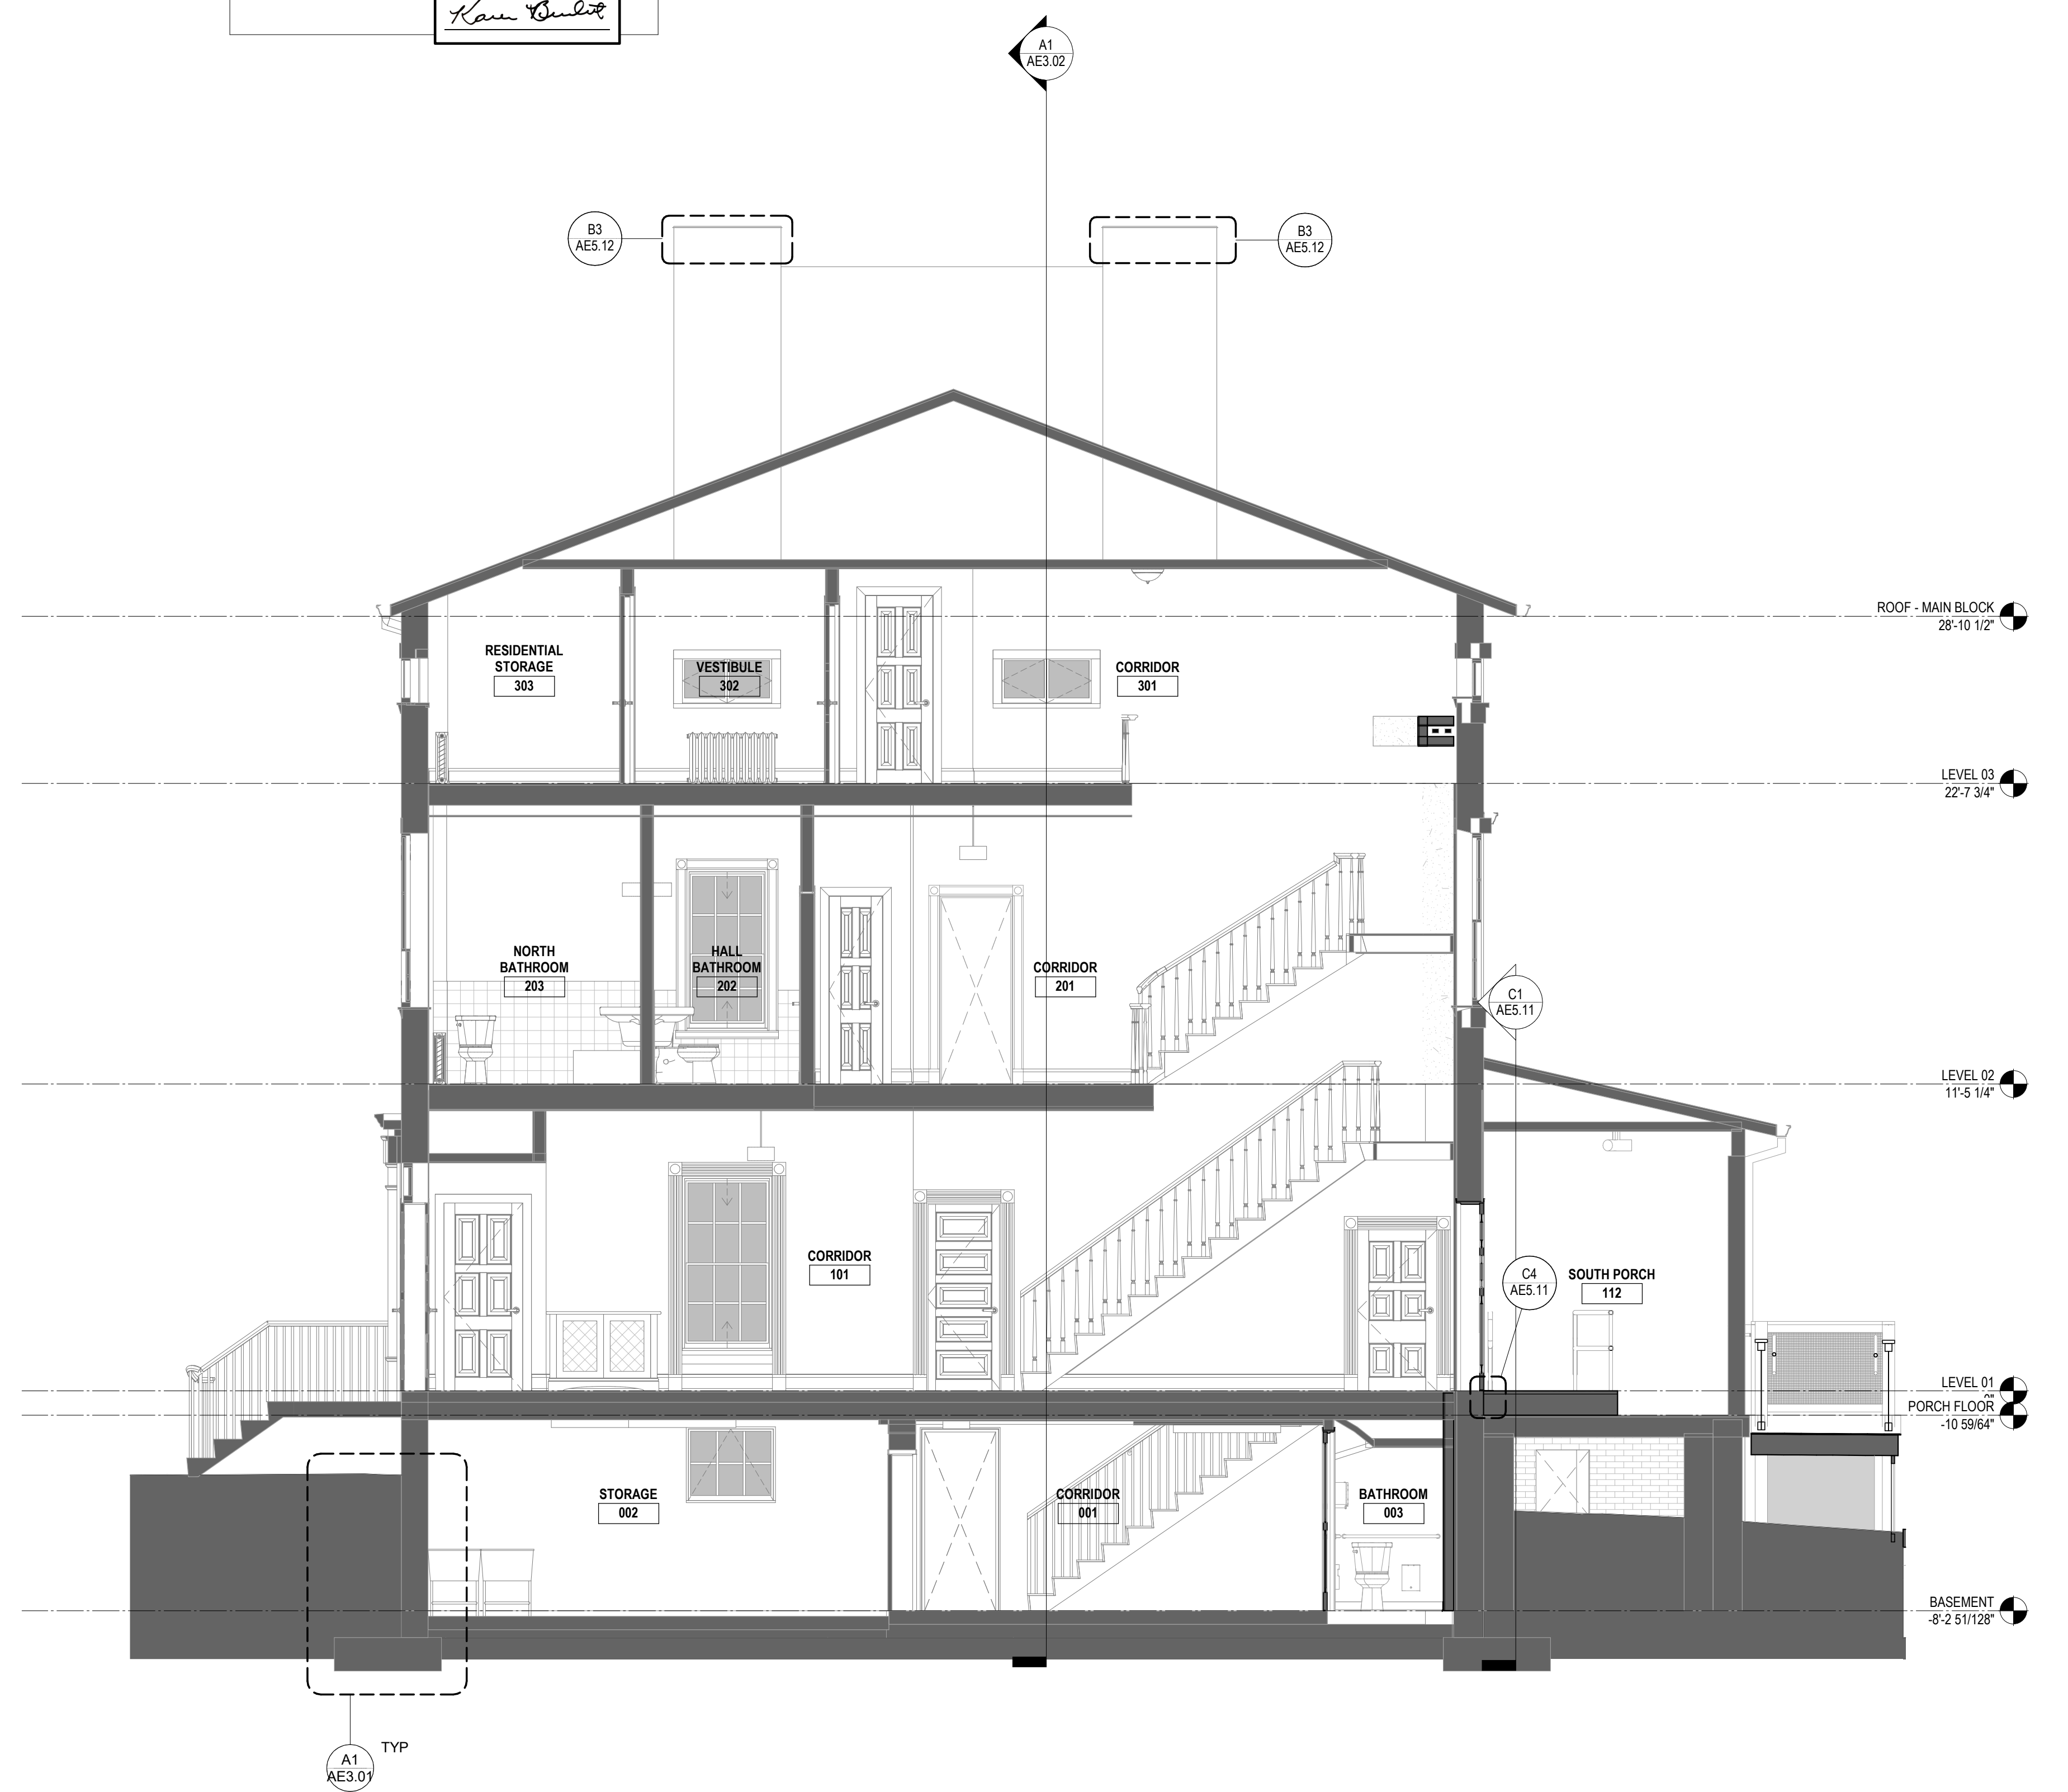 A1
AE3.02
B3
AE5.12
B3
AE5.12
ROOF - MAIN BLOCK
28'-10 1/2"
RESIDENTIAL
STORAGE
303
VESTIBULE
302
CORRIDOR
301
LEVEL 03
22'-7 3/4"
NORTH
BATHROOM
203
HALL
BATHROOM
202
CORRIDOR
201
C1
AE5.11
LEVEL 02
11'-5 1/4"
CORRIDOR
101
C4
AE5.11
SOUTH PORCH
112
LEVEL 01
PORCH FLOOR
-10 59/64"
STORAGE
002
CORRIDOR
001
BATHROOM
003
BASEMENT
-8'-2 51/128"
TYP
A1
AE3.01